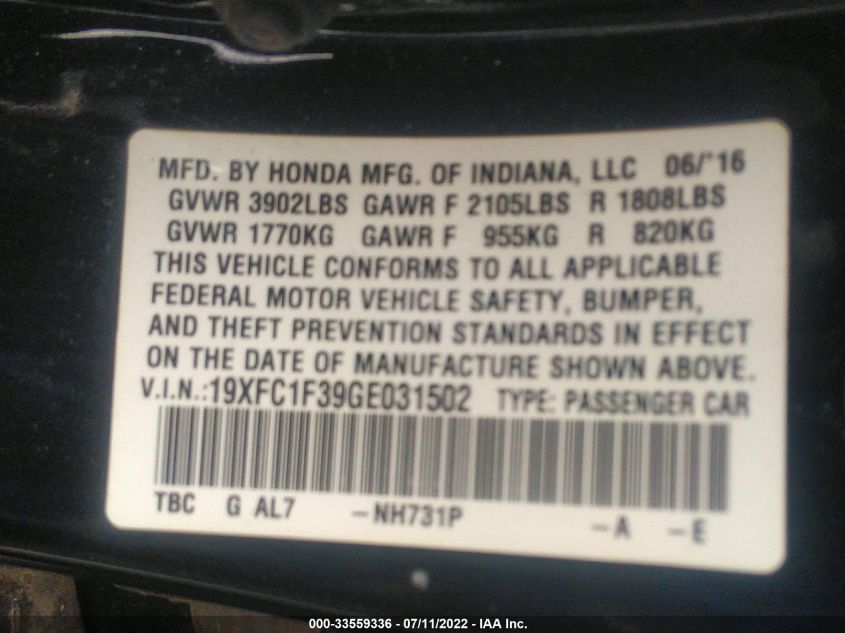 MFD. BY HONDA MFG. OF INDIANA, LLC 06/'16
GVWR 3902LBS GAWR F 2105LBS R 1808LBS
GVWR 1770KG GAWR F 955KG R 820KG
THIS VEHICLE CONFORMS TO ALL APPLICABLE
FEDERAL MOTOR VEHICLE SAFETY, BUMPER,
AND THEFT PREVENTION STANDARDS IN EFFECT
ON THE DATE OF MANUFACTURE SHOWN ABOVE.
V.I.N.:19XFC1F39GE031502 TYPE: PASSENGER CAR
TBC G AL7 -NH731P -A -E
000-33559336 - 07/11/2022 - IAA Inc.